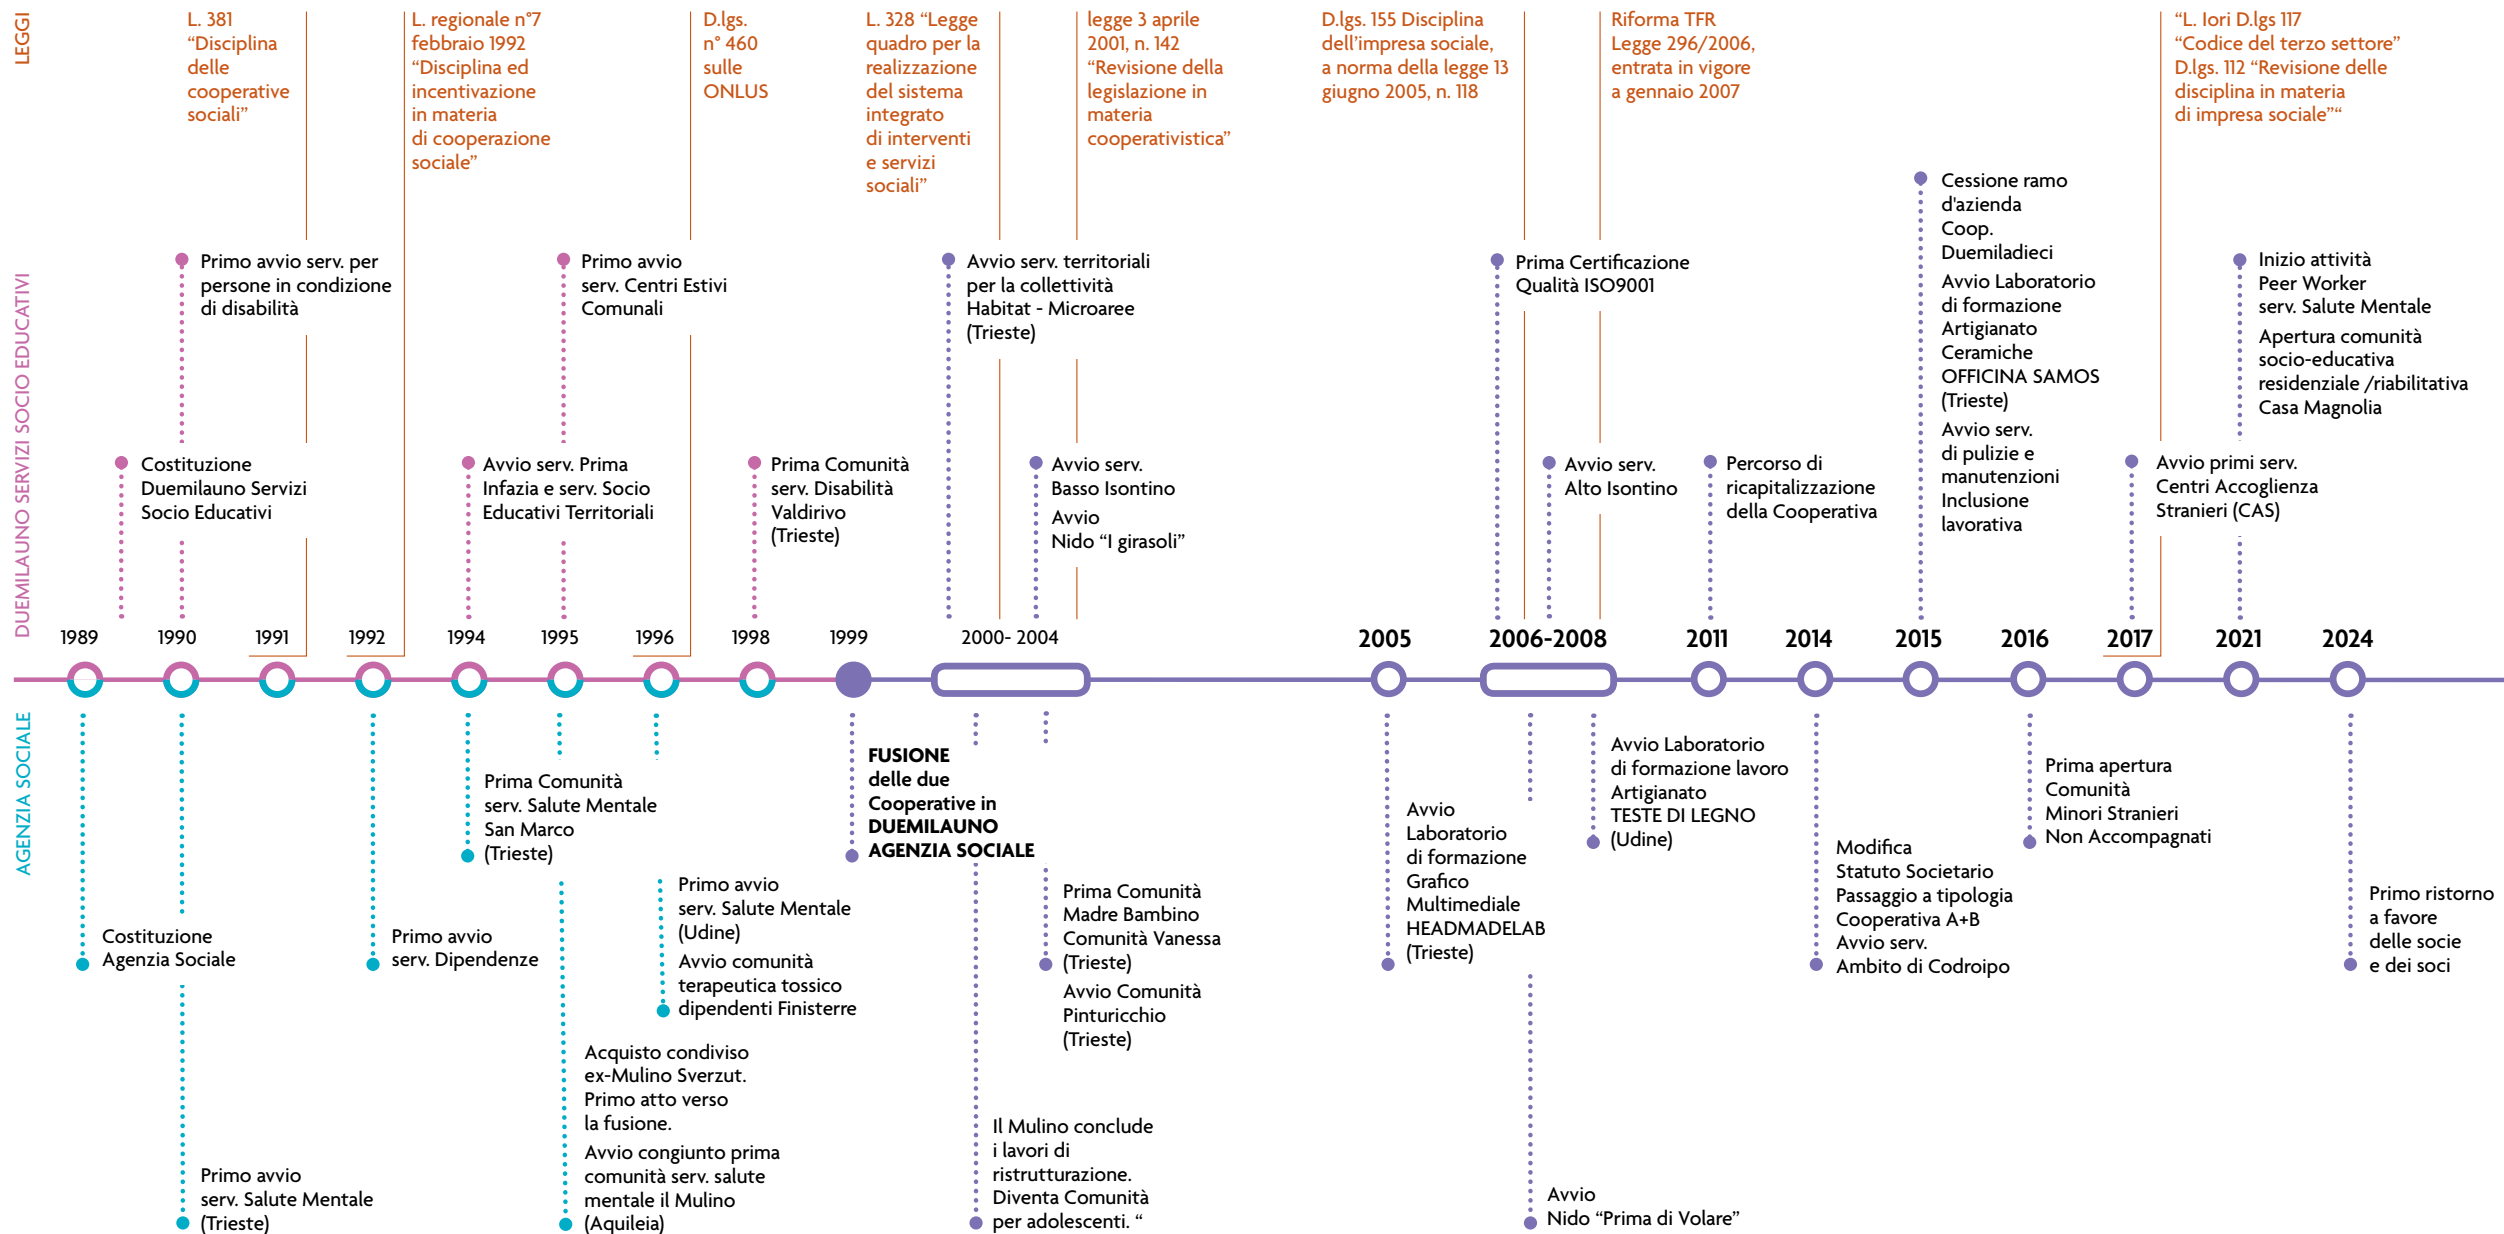 LEGGI
L. 381
“Disciplina
delle
cooperative
sociali”
L. regionale n°7
febbraio 1992
“Disciplina ed
incentivazione
in materia
di cooperazione
sociale”
D.lgs.
n° 460
sulle
ONLUS
L. 328 “Legge
quadro per la
realizzazione
del sistema
integrato
di interventi
e servizi
sociali”
legge 3 aprile
2001, n. 142
“Revisione della
legislazione in
materia
cooperativistica”
D.lgs. 155 Disciplina
dell’impresa sociale,
a norma della legge 13
giugno 2005, n. 118
Riforma TFR
Legge 296/2006,
entrata in vigore
a gennaio 2007
“L. Iori D.lgs 117
“Codice del terzo settore”
D.lgs. 112 “Revisione delle
disciplina in materia
di impresa sociale”“
DUEMILAUNO SERVIZI SOCIO EDUCATIVI
Primo avvio serv. per
persone in condizione
di disabilità
Primo avvio
serv. Centri Estivi
Comunali
Avvio serv. territoriali
per la collettività
Habitat - Microaree
(Trieste)
Prima Certificazione
Qualità ISO9001
Cessione ramo
d'azienda
Coop.
Duemiladieci
Avvio Laboratorio
di formazione
Artigianato
Ceramiche
OFFICINA SAMOS
(Trieste)
Avvio serv.
di pulizie e
manutenzioni
Inclusione
lavorativa
Inizio attività
Peer Worker
serv. Salute Mentale
Apertura comunità
socio-educativa
residenziale /riabilitativa
Casa Magnolia
Costituzione
Duemilauno Servizi
Socio Educativi
Avvio serv. Prima
Infazia e serv. Socio
Educativi Territoriali
Prima Comunità
serv. Disabilità
Valdirivo
(Trieste)
Avvio serv.
Basso Isontino
Avvio
Nido “I girasoli”
Avvio serv.
Alto Isontino
Percorso di
ricapitalizzazione
della Cooperativa
Avvio primi serv.
Centri Accoglienza
Stranieri (CAS)
1989
1990
1991
1992
1994
1995
1996
1998
1999
2000- 2004
2005
2006-2008
2011
2014
2015
2016
2017
2021
2024
AGENZIA SOCIALE
Costituzione
Agenzia Sociale
Primo avvio
serv. Salute Mentale
(Trieste)
Primo avvio
serv. Dipendenze
Prima Comunità
serv. Salute Mentale
San Marco
(Trieste)
Acquisto condiviso
ex-Mulino Sverzut.
Primo atto verso
la fusione.
Avvio congiunto prima
comunità serv. salute
mentale il Mulino
(Aquileia)
Primo avvio
serv. Salute Mentale
(Udine)
Avvio comunità
terapeutica tossico
dipendenti Finisterre
FUSIONE
delle due
Cooperative in
DUEMILAUNO
AGENZIA SOCIALE
Il Mulino conclude
i lavori di
ristrutturazione.
Diventa Comunità
per adolescenti. “
Prima Comunità
Madre Bambino
Comunità Vanessa
(Trieste)
Avvio Comunità
Pinturicchio
(Trieste)
Avvio
Laboratorio
di formazione
Grafico
Multimediale
HEADMADELAB
(Trieste)
Avvio
Nido “Prima di Volare”
Avvio Laboratorio
di formazione lavoro
Artigianato
TESTE DI LEGNO
(Udine)
Modifica
Statuto Societario
Passaggio a tipologia
Cooperativa A+B
Avvio serv.
Ambito di Codroipo
Prima apertura
Comunità
Minori Stranieri
Non Accompagnati
Primo ristorno
a favore
delle socie
e dei soci